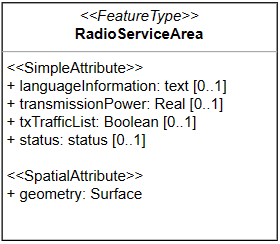 <<FeatureType>>
RadioServiceArea
<<SimpleAttribute>>
+ languageInformation: text [0..1]
+ transmissionPower: Real [0..1]
+ txTrafficList: Boolean [0..1]
+ status: status [0..1]
<<SpatialAttribute>>
+ geometry: Surface